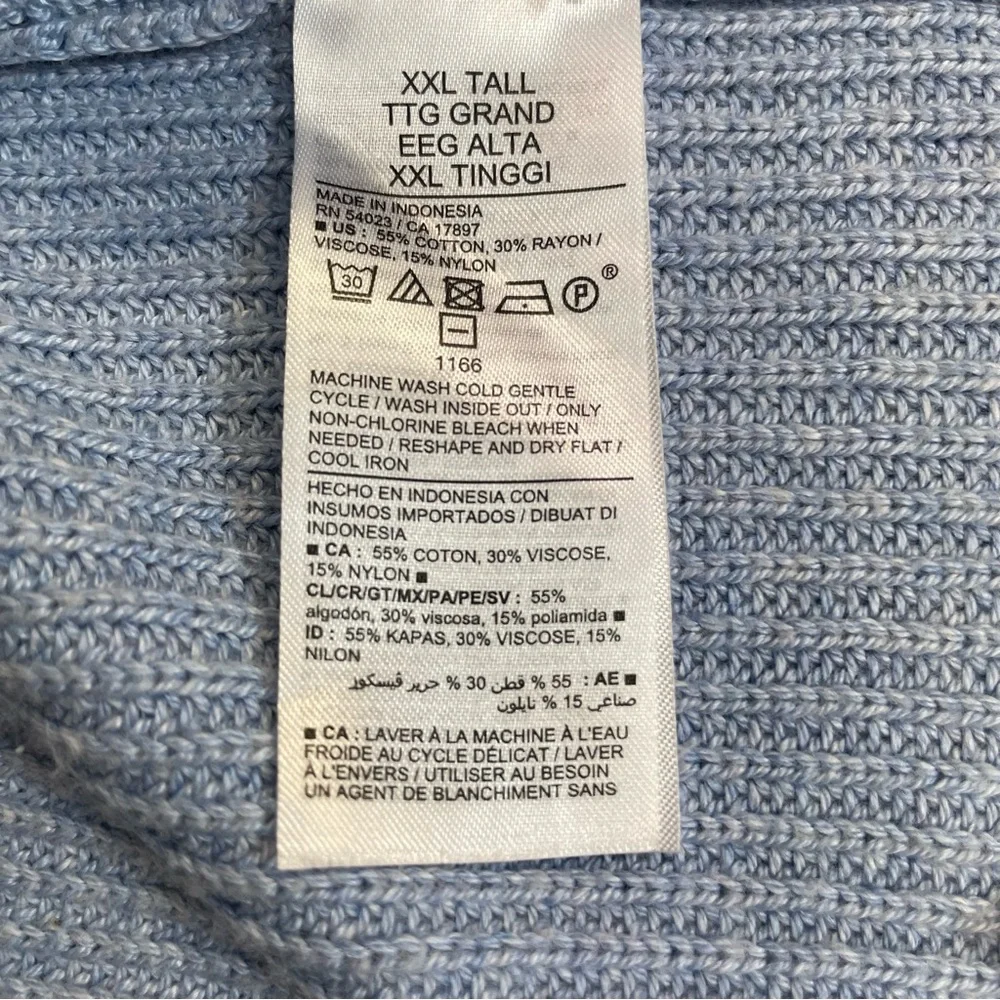 XXL TALL
TTG GRAND
EEG ALTA
XXL TINGGI
MADE IN INDONESIA
RN 54023 / CA 17897
■ US : 55% COTTON, 30% RAYON /
VISCOSE, 15% NYLON
30 P ®
1166
MACHINE WASH COLD GENTLE
CYCLE / WASH INSIDE OUT / ONLY
NON-CHLORINE BLEACH WHEN
NEEDED / RESHAPE AND DRY FLAT /
COOL IRON
HECHO EN INDONESIA CON
INSUMOS IMPORTADOS / DIBUAT DI
INDONESIA
■ CA : 55% COTON, 30% VISCOSE,
15% NYLON ■
CL/CR/GT/MX/PA/PE/SV : 55%
algodón, 30% viscosa, 15% poliamida ■
ID : 55% KAPAS, 30% VISCOSE, 15%
NILON
■ AE : 55 % قطن 30 % حرير ڤيسكوز
صناعي 15 % نايلون
■ CA : LAVER À LA MACHINE À L'EAU
FROIDE AU CYCLE DÉLICAT / LAVER
À L'ENVERS / UTILISER AU BESOIN
UN AGENT DE BLANCHIMENT SANS